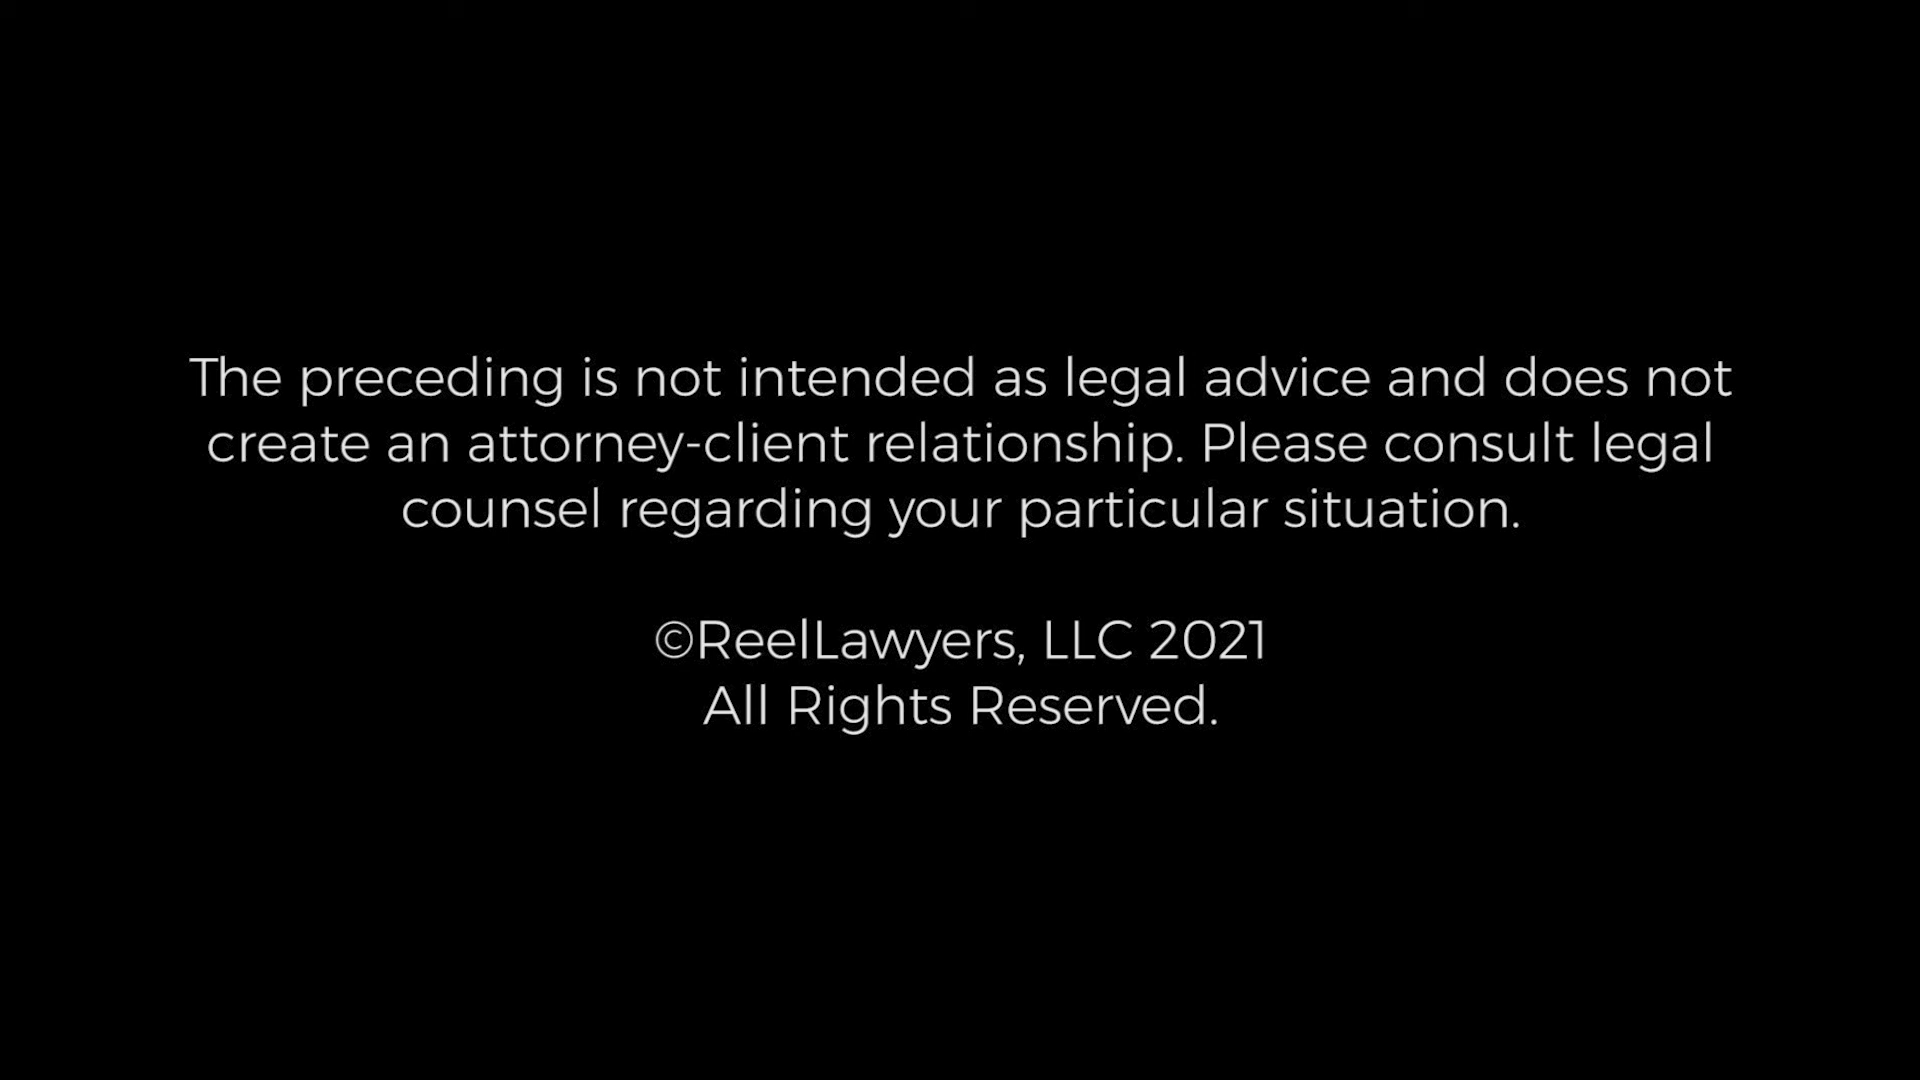 The preceding is not intended as legal advice and does not
create an attorney-client relationship. Please consult legal
counsel regarding your particular situation.
©ReelLawyers, LLC 2021
All Rights Reserved.